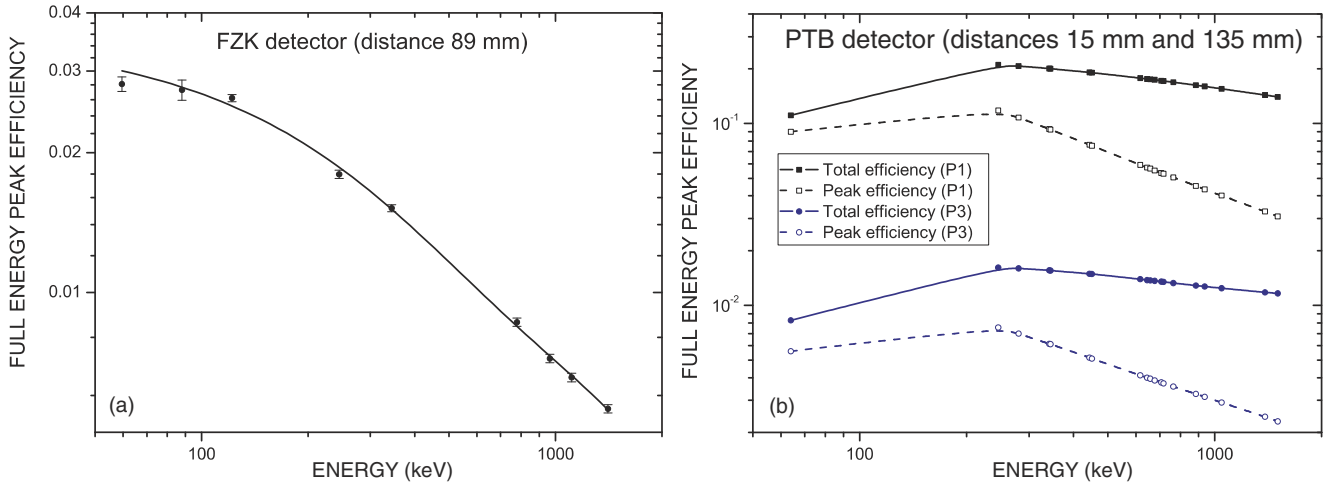 FZK detector (distance 89 mm)
FULL ENERGY PEAK EFFICIENCY
0.04
0.03
0.02
0.01
(a)
100
1000
ENERGY (keV)
PTB detector (distances 15 mm and 135 mm)
FULL ENERGY PEAK EFFICIENY
10-1
10-2
Total efficiency (P1)
Peak efficiency (P1)
Total efficiency (P3)
Peak efficiency (P3)
(b)
100
1000
ENERGY (keV)